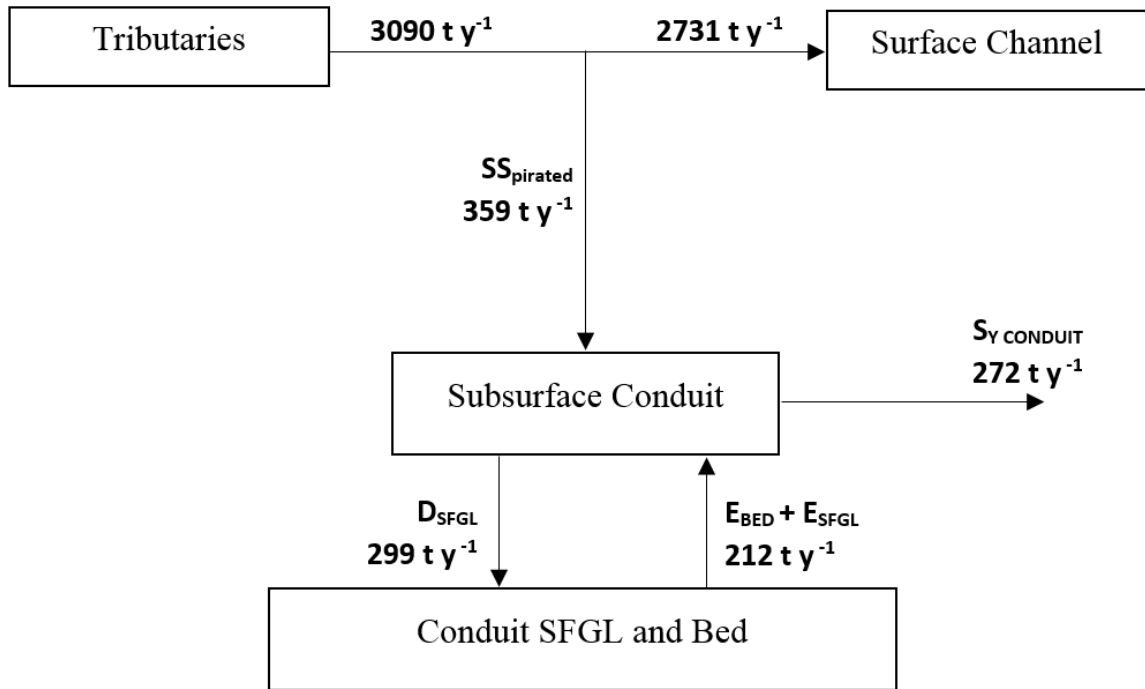 Tributaries
3090 t y⁻¹
2731 t y⁻¹
Surface Channel
SSpirated
359 t y⁻¹
Subsurface Conduit
SY CONDUIT
272 t y⁻¹
DSFGL
299 t y⁻¹
EBED + ESFGL
212 t y⁻¹
Conduit SFGL and Bed